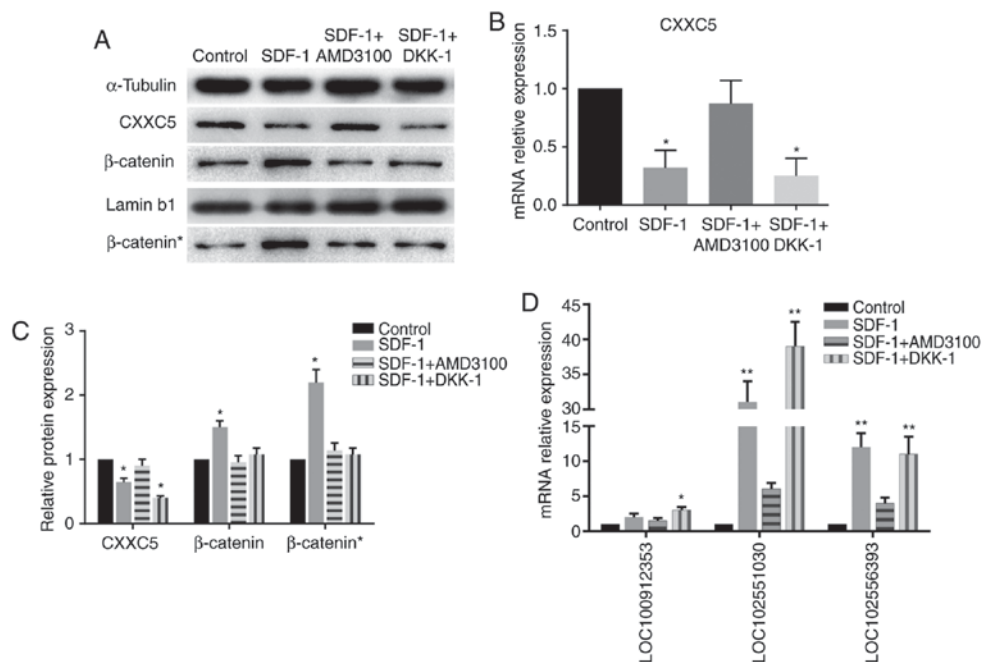 A
Control SDF-1 SDF-1+ AMD3100 SDF-1+ DKK-1
α-Tubulin
CXXC5
β-catenin
Lamin b1
β-catenin*
B
CXXC5
mRNA reletive expression
1.5
1.0
0.5
0.0
* *
Control SDF-1 SDF-1+ AMD3100 SDF-1+ DKK-1
C
Relative protein expression
3
2
1
0
* * * *
CXXC5 β-catenin β-catenin*
Control
SDF-1
SDF-1+AMD3100
SDF-1+DKK-1
D
mRNA relative expression
45
40
35
30
15
10
5
0
* ** ** ** **
LOC100912353
LOC102551030
LOC102556393
Control
SDF-1
SDF-1+AMD3100
SDF-1+DKK-1